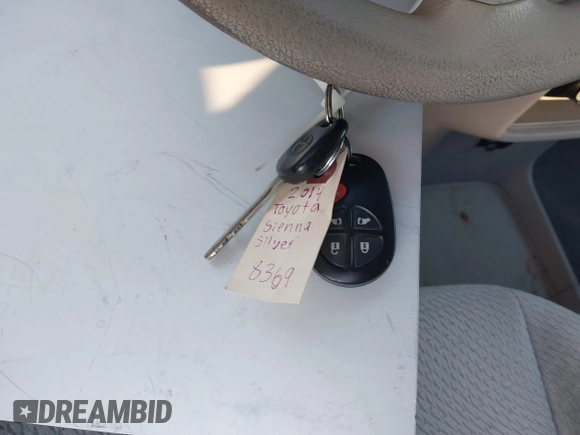 2014
Toyota
Sienna
Silver
8369
DREAMBID